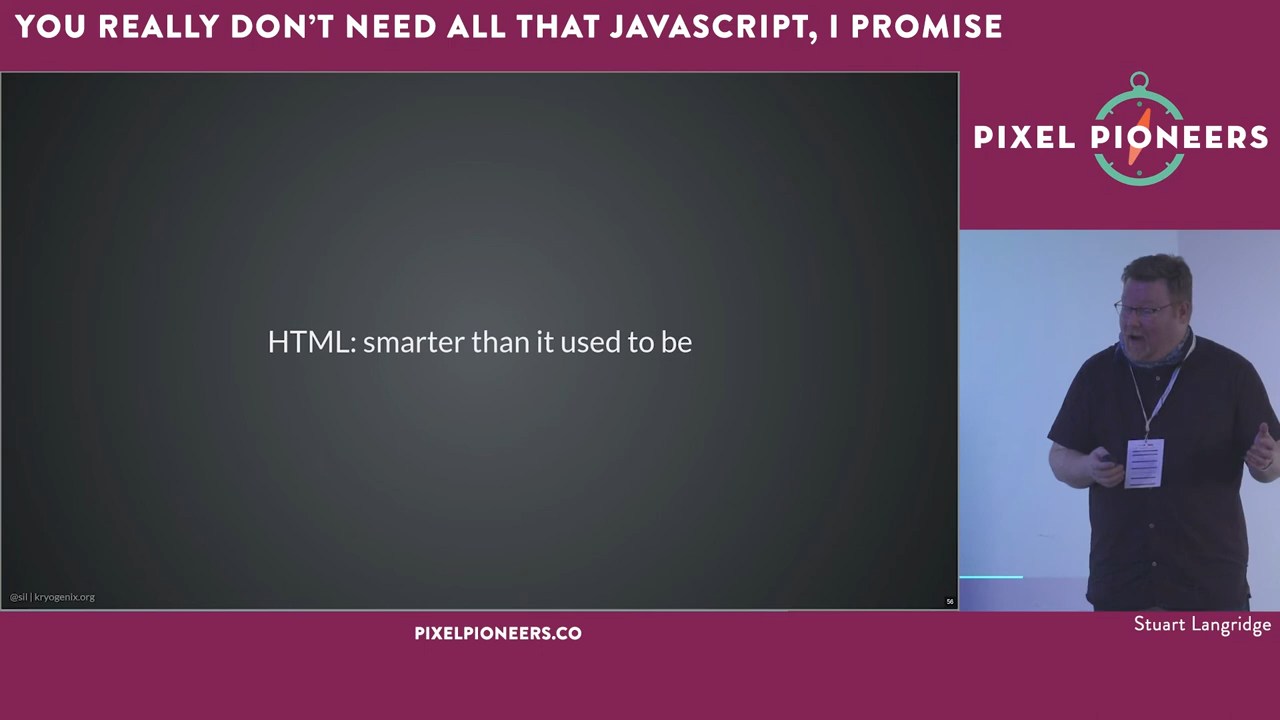 YOU REALLY DON'T NEED ALL THAT JAVASCRIPT, I PROMISE
PIXEL PIONEERS
HTML: smarter than it used to be
@sil | kryogenix.org
56
Stuart Langridge
PIXELPIONEERS.CO